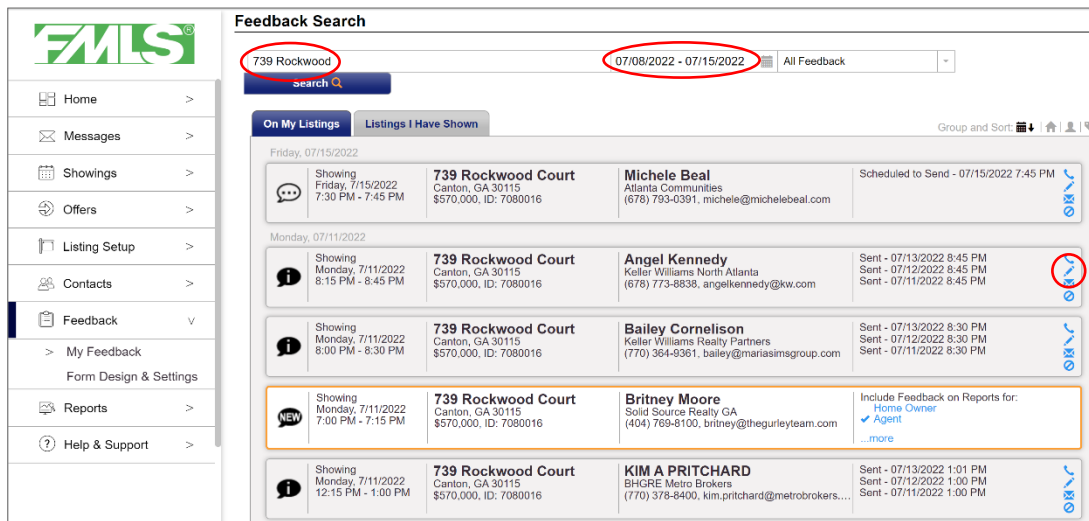 FMLS®
Feedback Search
739 Rockwood
07/08/2022 - 07/15/2022
All Feedback
Search
Home >
Messages >
Showings >
Offers >
Listing Setup >
Contacts >
Feedback v
> My Feedback
Form Design & Settings
Reports >
? Help & Support >
On My Listings
Listings I Have Shown
Group and Sort:
Friday, 07/15/2022
Showing
Friday, 7/15/2022
7:30 PM - 7:45 PM
739 Rockwood Court
Canton, GA 30115
$570,000, ID: 7080016
Michele Beal
Atlanta Communities
(678) 793-0391, michele@michelebeal.com
Scheduled to Send - 07/15/2022 7:45 PM
Monday, 07/11/2022
i
Showing
Monday, 7/11/2022
8:15 PM - 8:45 PM
739 Rockwood Court
Canton, GA 30115
$570,000, ID: 7080016
Angel Kennedy
Keller Williams North Atlanta
(678) 773-8838, angelkennedy@kw.com
Sent - 07/13/2022 8:45 PM
Sent - 07/12/2022 8:45 PM
Sent - 07/11/2022 8:45 PM
i
Showing
Monday, 7/11/2022
8:00 PM - 8:30 PM
739 Rockwood Court
Canton, GA 30115
$570,000, ID: 7080016
Bailey Cornelison
Keller Williams Realty Partners
(770) 364-9361, bailey@mariasimsgroup.com
Sent - 07/13/2022 8:30 PM
Sent - 07/12/2022 8:30 PM
Sent - 07/11/2022 8:30 PM
NEW
Showing
Monday, 7/11/2022
7:00 PM - 7:15 PM
739 Rockwood Court
Canton, GA 30115
$570,000, ID: 7080016
Britney Moore
Solid Source Realty GA
(404) 769-8100, britney@thegurleyteam.com
Include Feedback on Reports for:
Home Owner
Agent
...more
i
Showing
Monday, 7/11/2022
12:15 PM - 1:00 PM
739 Rockwood Court
Canton, GA 30115
$570,000, ID: 7080016
KIM A PRITCHARD
BHGRE Metro Brokers
(770) 378-8400, kim.pritchard@metrobrokers....
Sent - 07/13/2022 1:01 PM
Sent - 07/12/2022 1:00 PM
Sent - 07/11/2022 1:00 PM